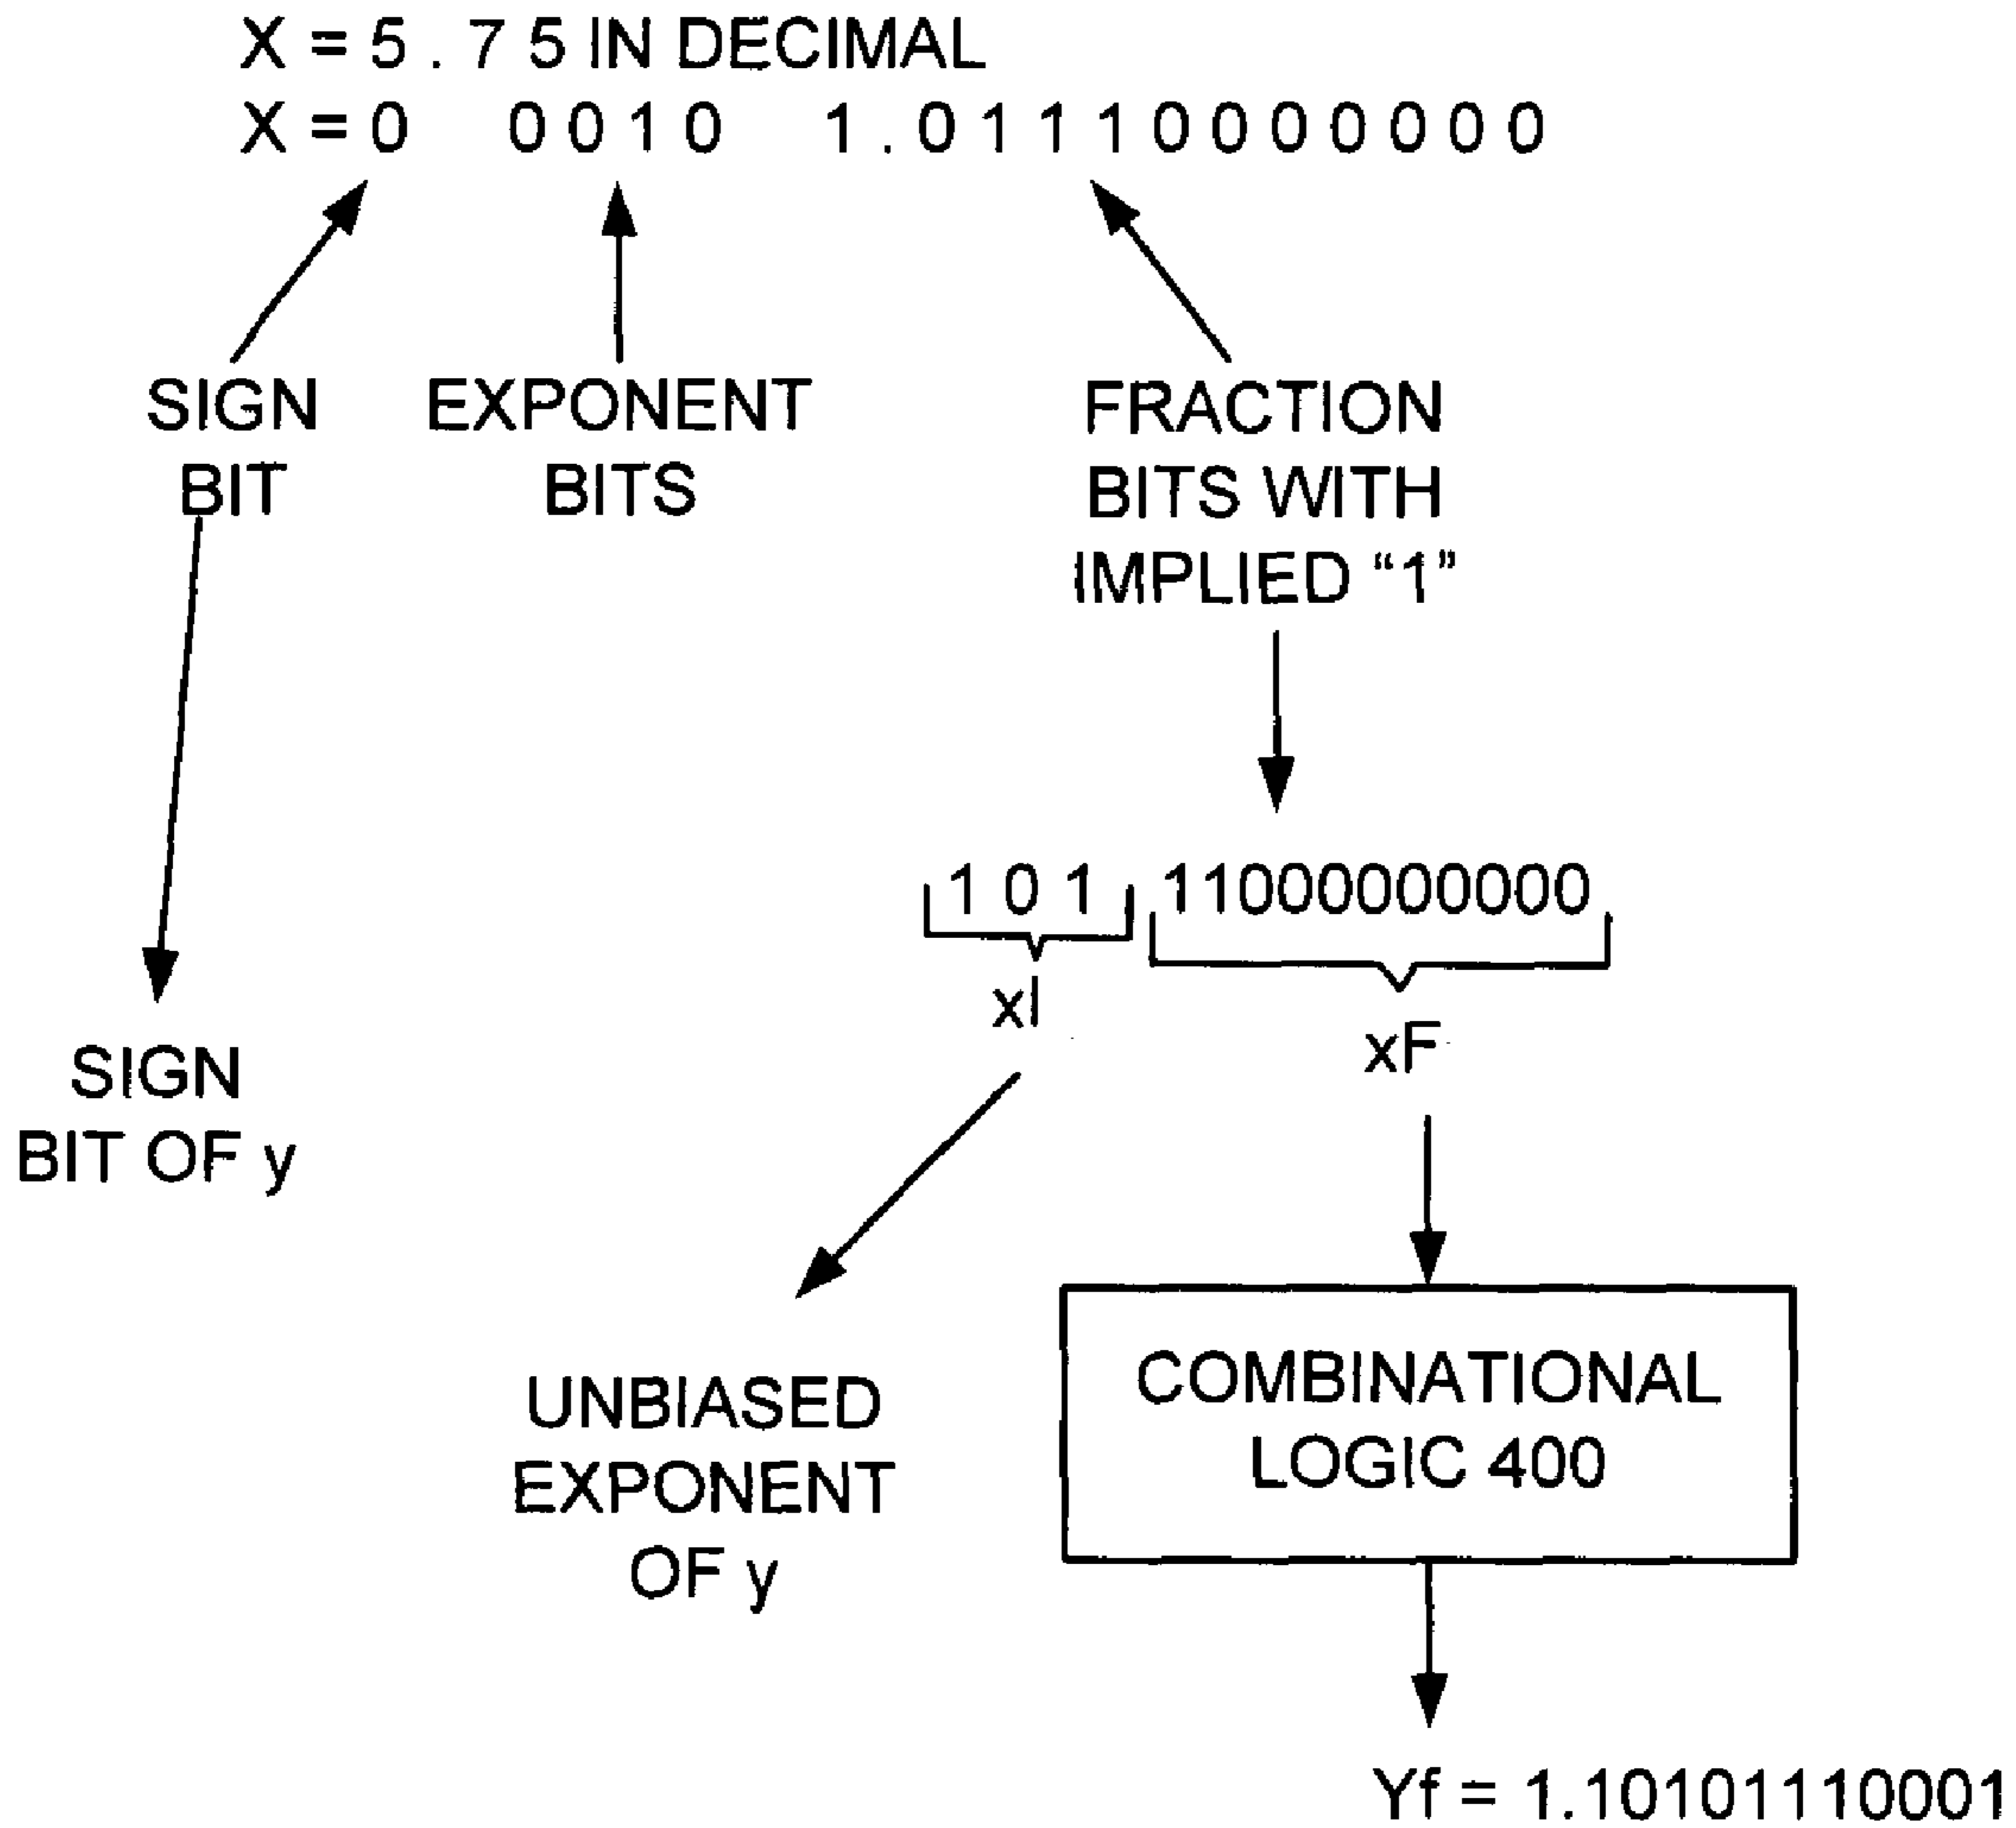 X = 5 . 7 5 IN DECIMAL
X = 0 0 0 1 0 1 . 0 1 1 1 0 0 0 0 0 0 0
SIGN
BIT
EXPONENT
BITS
FRACTION
BITS WITH
IMPLIED “1”
1 0 1 11000000000
xI
xF
SIGN
BIT OF y
UNBIASED
EXPONENT
OF y
COMBINATIONAL
LOGIC 400
Yf = 1.10101110001